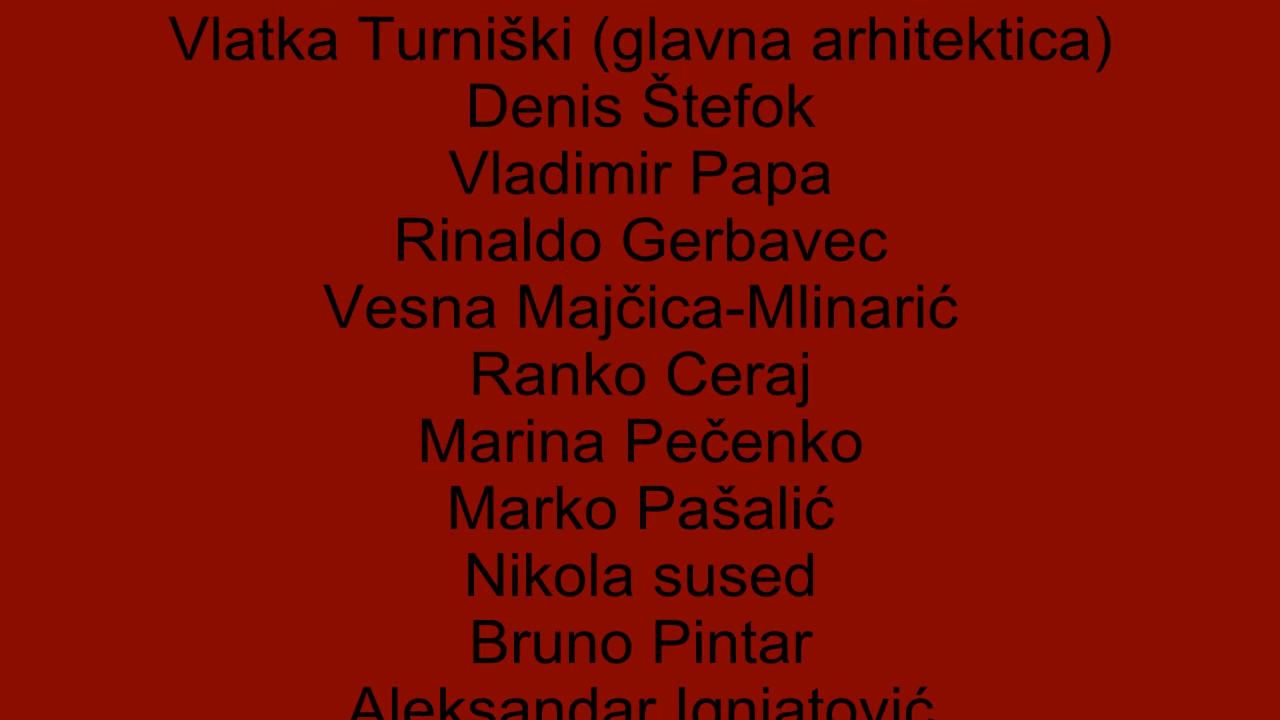 Vlatka Turniški (glavna arhitektica)
Denis Štefok
Vladimir Papa
Rinaldo Gerbavec
Vesna Majčica-Mlinarić
Ranko Ceraj
Marina Pečenko
Marko Pašalić
Nikola sused
Bruno Pintar
Aleksandar Ignjatović